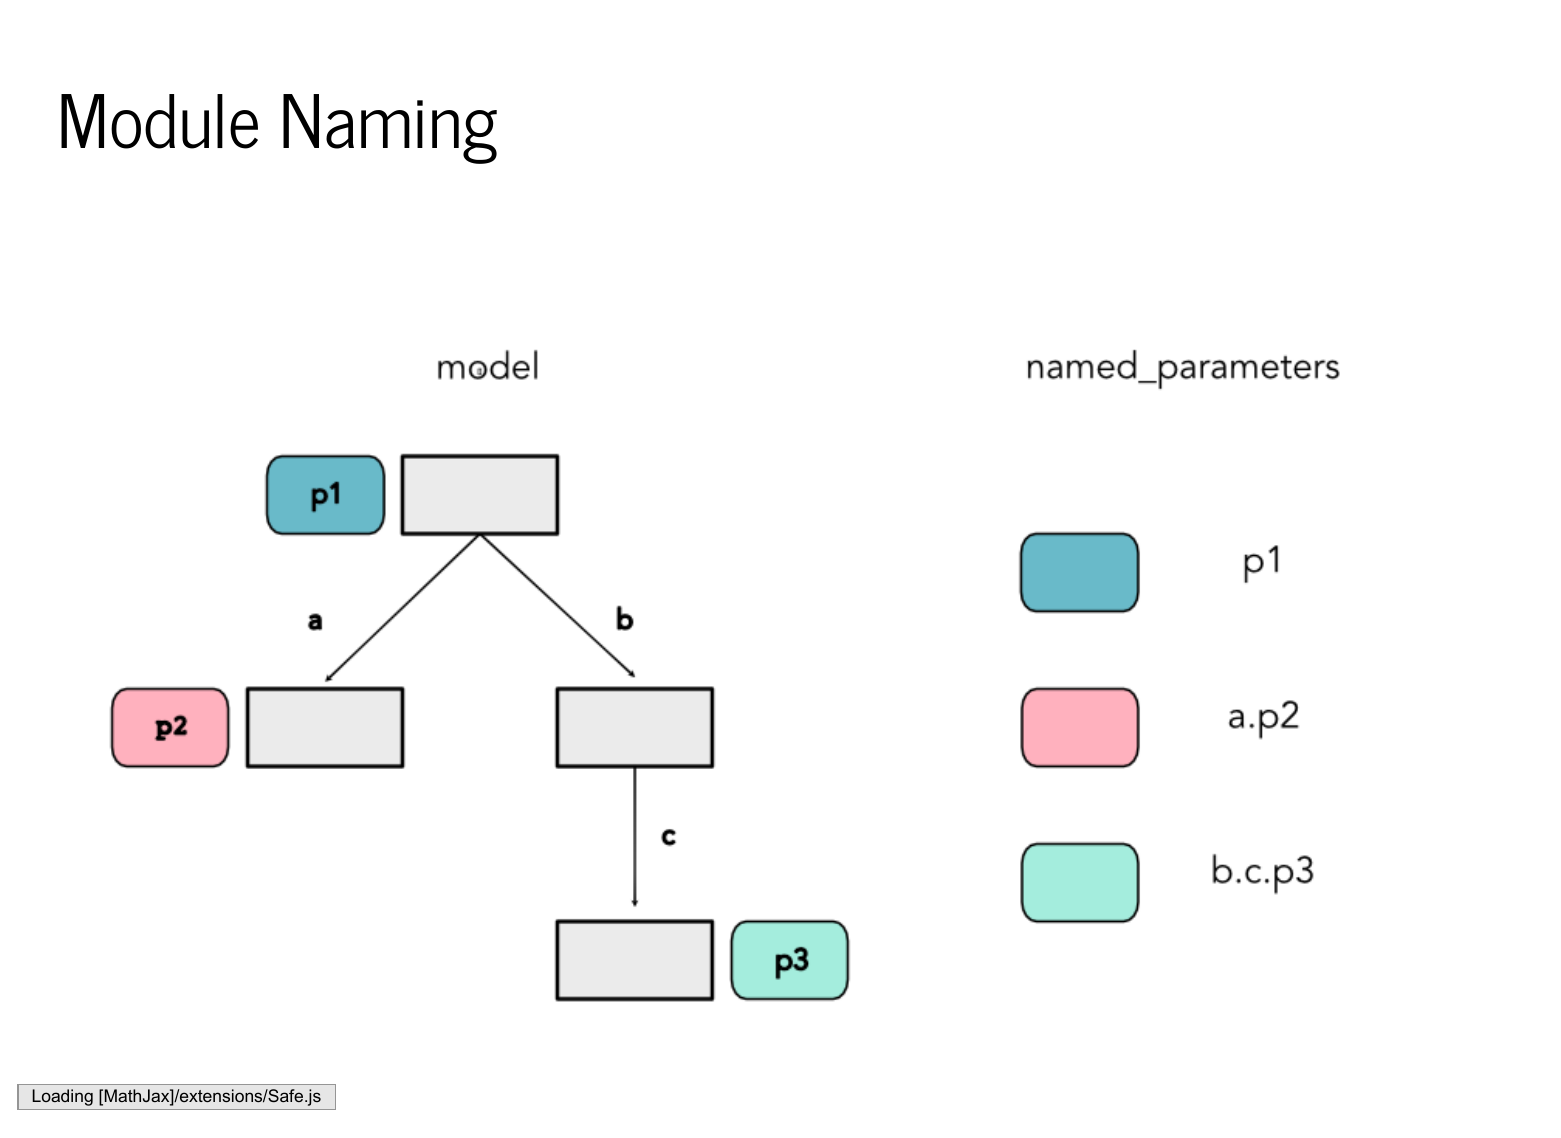 Module Naming
model
named_parameters
p1
p1
a
b
p2
a.p2
c
b.c.p3
p3
Loading [MathJax]/extensions/Safe.js